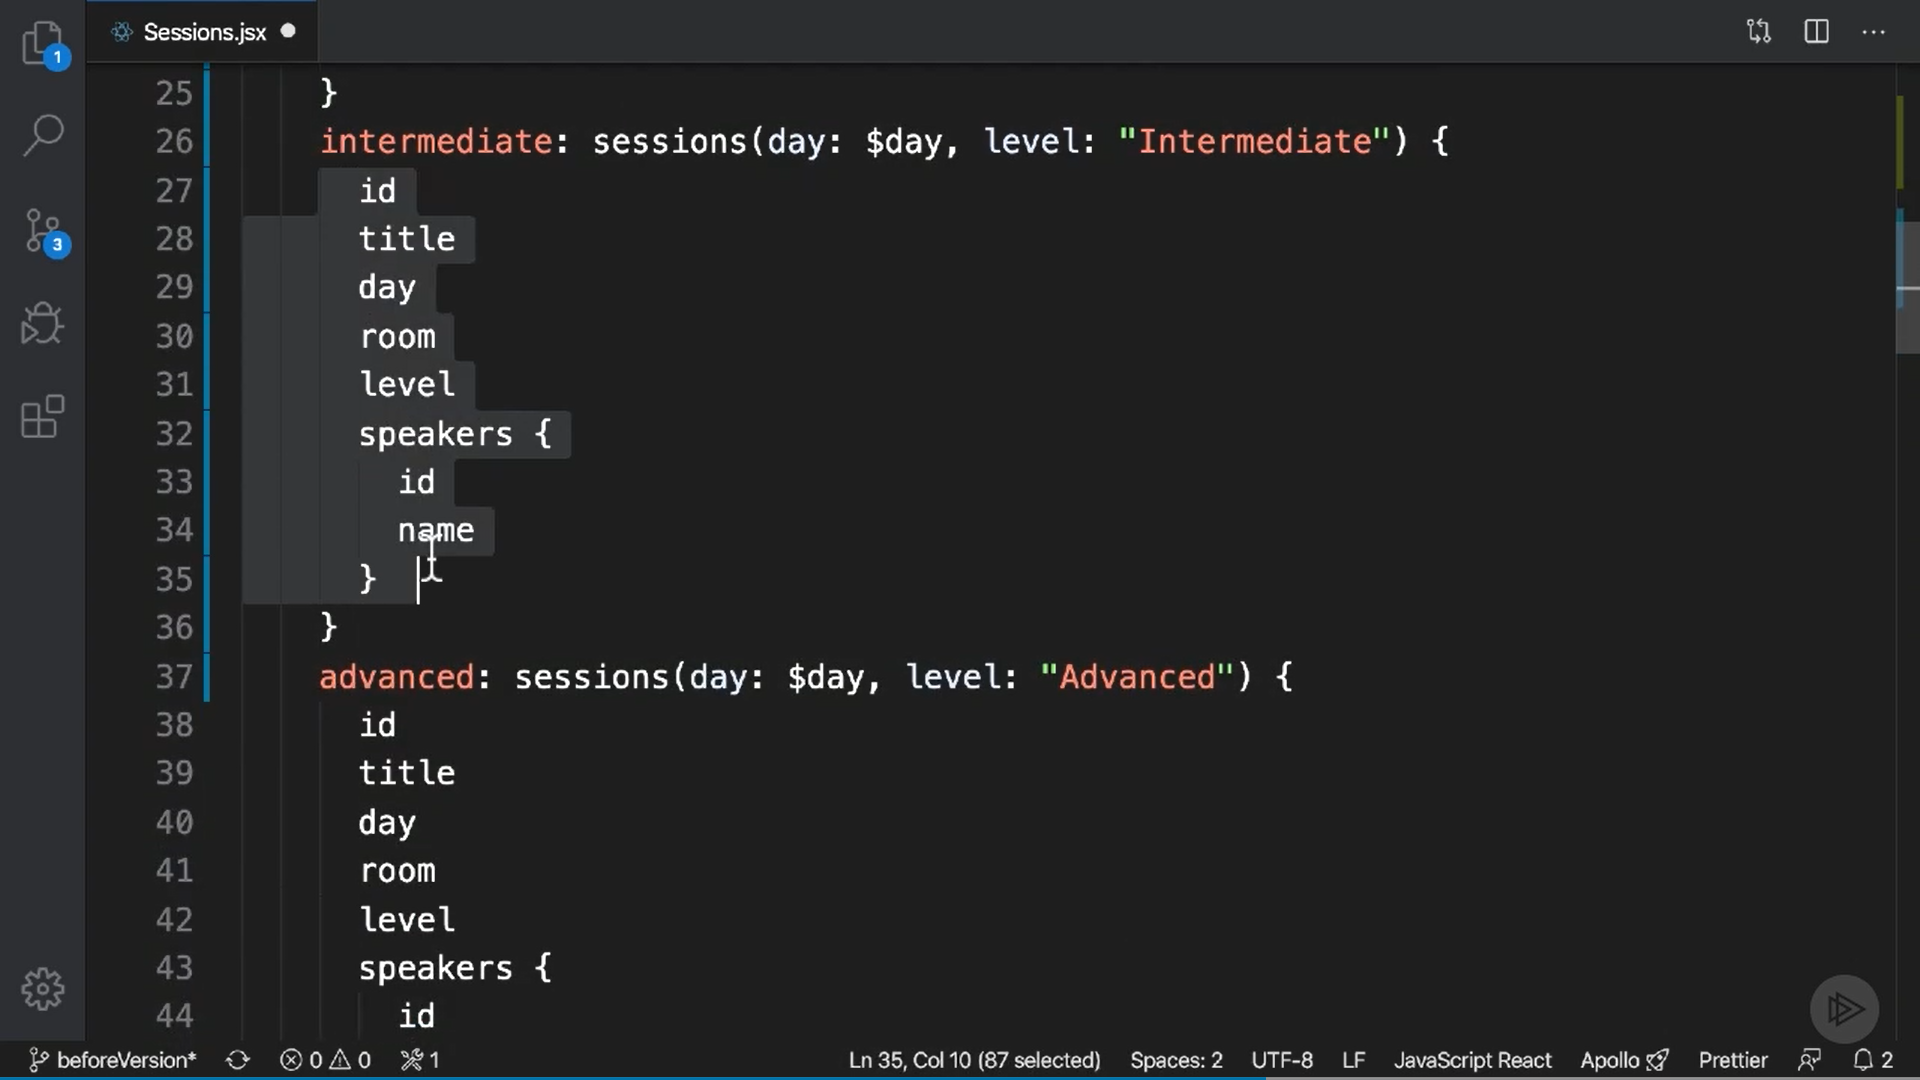 1
Sessions.jsx
25 }
26 intermediate: sessions(day: $day, level: "Intermediate") {
27 id
28 title
29 day
30 room
31 level
32 speakers {
33 id
34 name
35 }
36 }
37 advanced: sessions(day: $day, level: "Advanced") {
38 id
39 title
40 day
41 room
42 level
43 speakers {
44 id
3
beforeVersion* 0 0 1 Ln 35, Col 10 (87 selected) Spaces: 2 UTF-8 LF JavaScript React Apollo Prettier 2